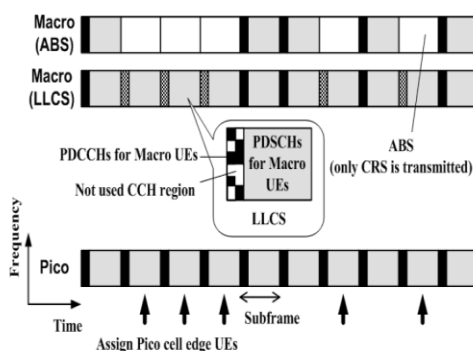 Macro
(ABS)
Macro
(LLCS)
PDCCHs for Macro UEs
Not used CCH region
PDSCHs
for Macro
UEs
LLCS
ABS
(only CRS is transmitted)
Frequency
Pico
Time
Subframe
Assign Pico cell edge UEs